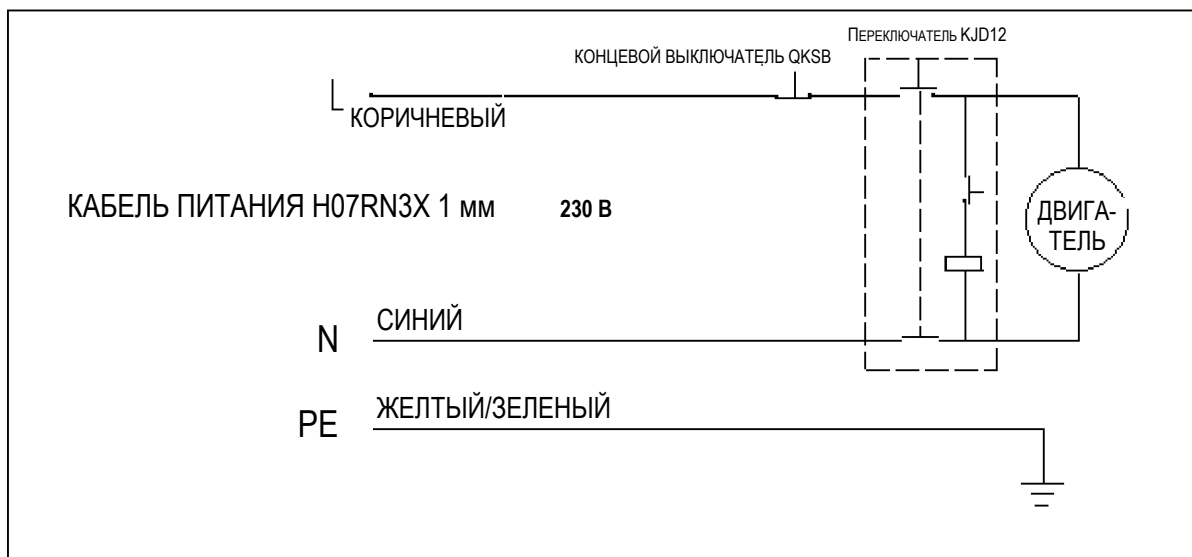 ПЕРЕКЛЮЧАТЕЛЬ KJD12
КОНЦЕВОЙ ВЫКЛЮЧАТЕЛЬ QKSB
L
КОРИЧНЕВЫЙ
КАБЕЛЬ ПИТАНИЯ H07RN3X 1 мм 230 В
ДВИГА-
ТЕЛЬ
N СИНИЙ
PE ЖЕЛТЫЙ/ЗЕЛЕНЫЙ